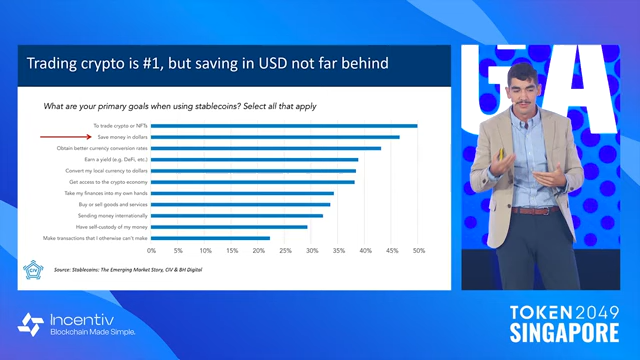 Trading crypto is #1, but saving in USD not far behind
What are your primary goals when using stablecoins? Select all that apply
To trade crypto or NFTs
Save money in dollars
Obtain better currency conversion rates
Earn a yield (e.g, DeFi, etc.)
Convert my local currency to dollars
Get access to the crypto economy
Take my finances into my own hands
Buy or sell goods and services
Sending money internationally
Have self-custody of my money
'Make transactions that I otherwise can't make
0% 5% 10% 15% 20% 25% 30% 35% 40% 45% 50%
CIV
Source: Stablecoins: The Emerging Market Story, CIV & BH Digital
G A
Incentiv
Blockchain Made Simple.
TOKEN2049
SINGAPORE